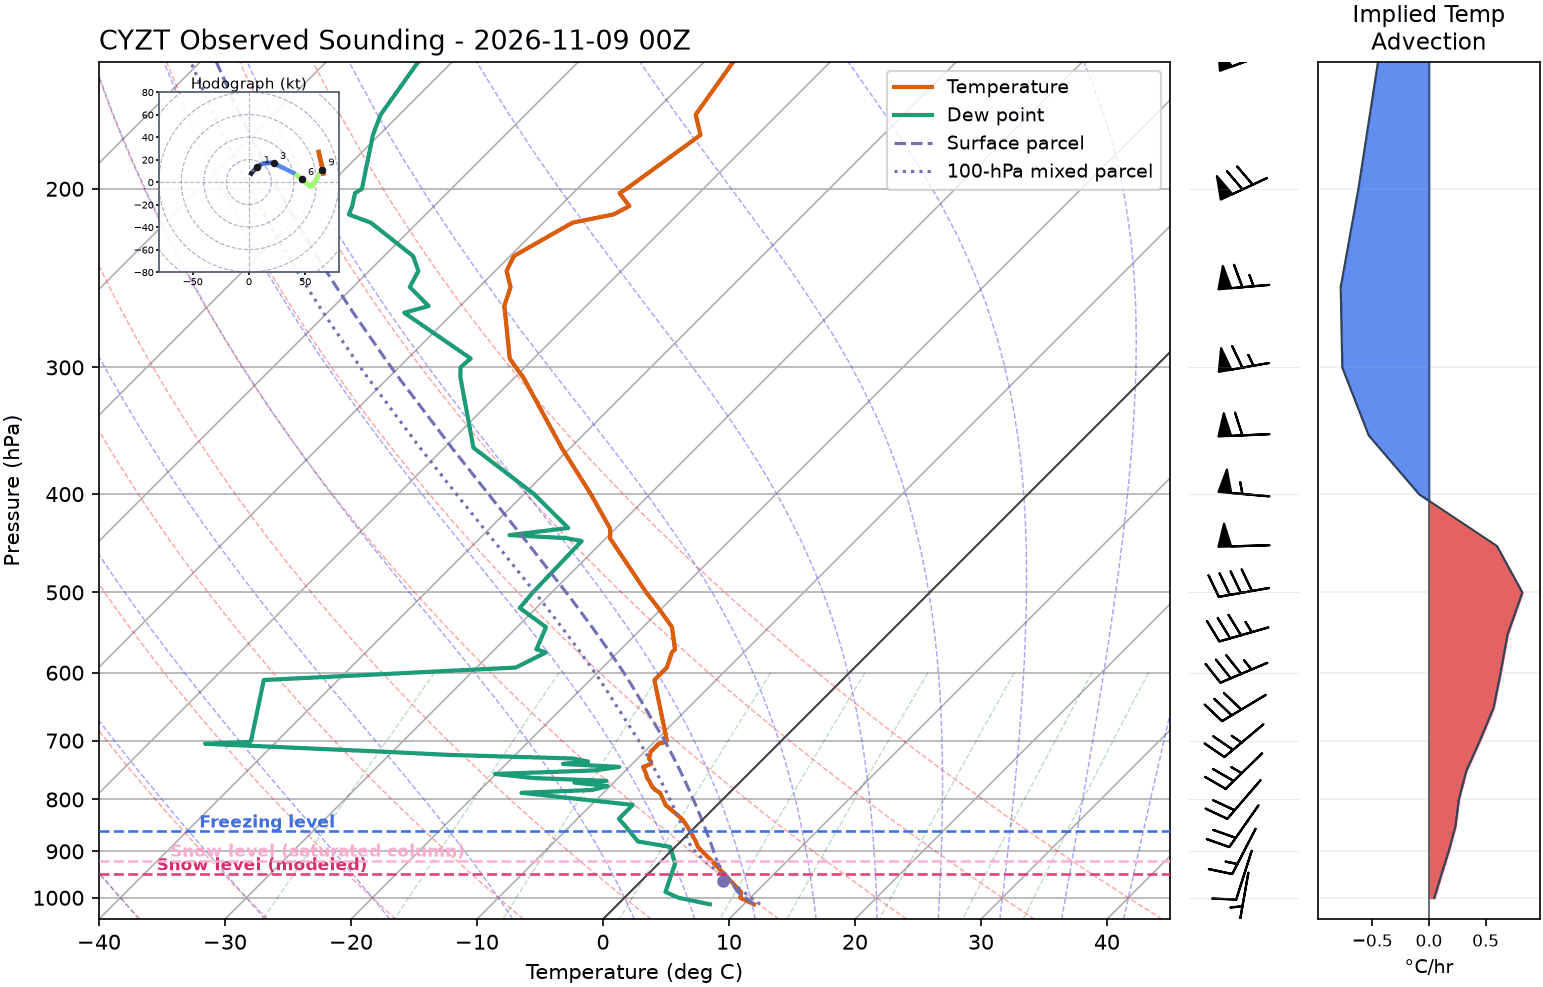 Implied Temp
Advection
CYZT Observed Sounding - 2026-11-09 00Z
Hodograph (kt)
80
60
40
20
0
−20
−40
−60
−80
−50
0
50
1
3
6
9
Temperature
Dew point
Surface parcel
100-hPa mixed parcel
Pressure (hPa)
200
300
400
500
600
700
800
900
1000
Freezing level
Snow level (saturated column)
Snow level (modeled)
−40
−30
−20
−10
0
10
20
30
40
Temperature (deg C)
−0.5
0.0
0.5
°C/hr